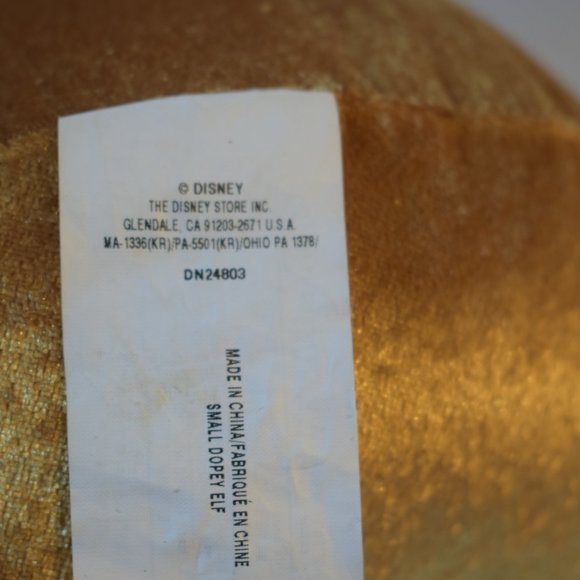 © DISNEY
THE DISNEY STORE INC.
GLENDALE, CA 91203-2671 U.S.A.
MA-1336(KR)/PA-5501(KR)/OHIO PA 1378/
DN24803
MADE IN CHINA/FABRIQUÉ EN CHINE
SMALL DOPEY ELF